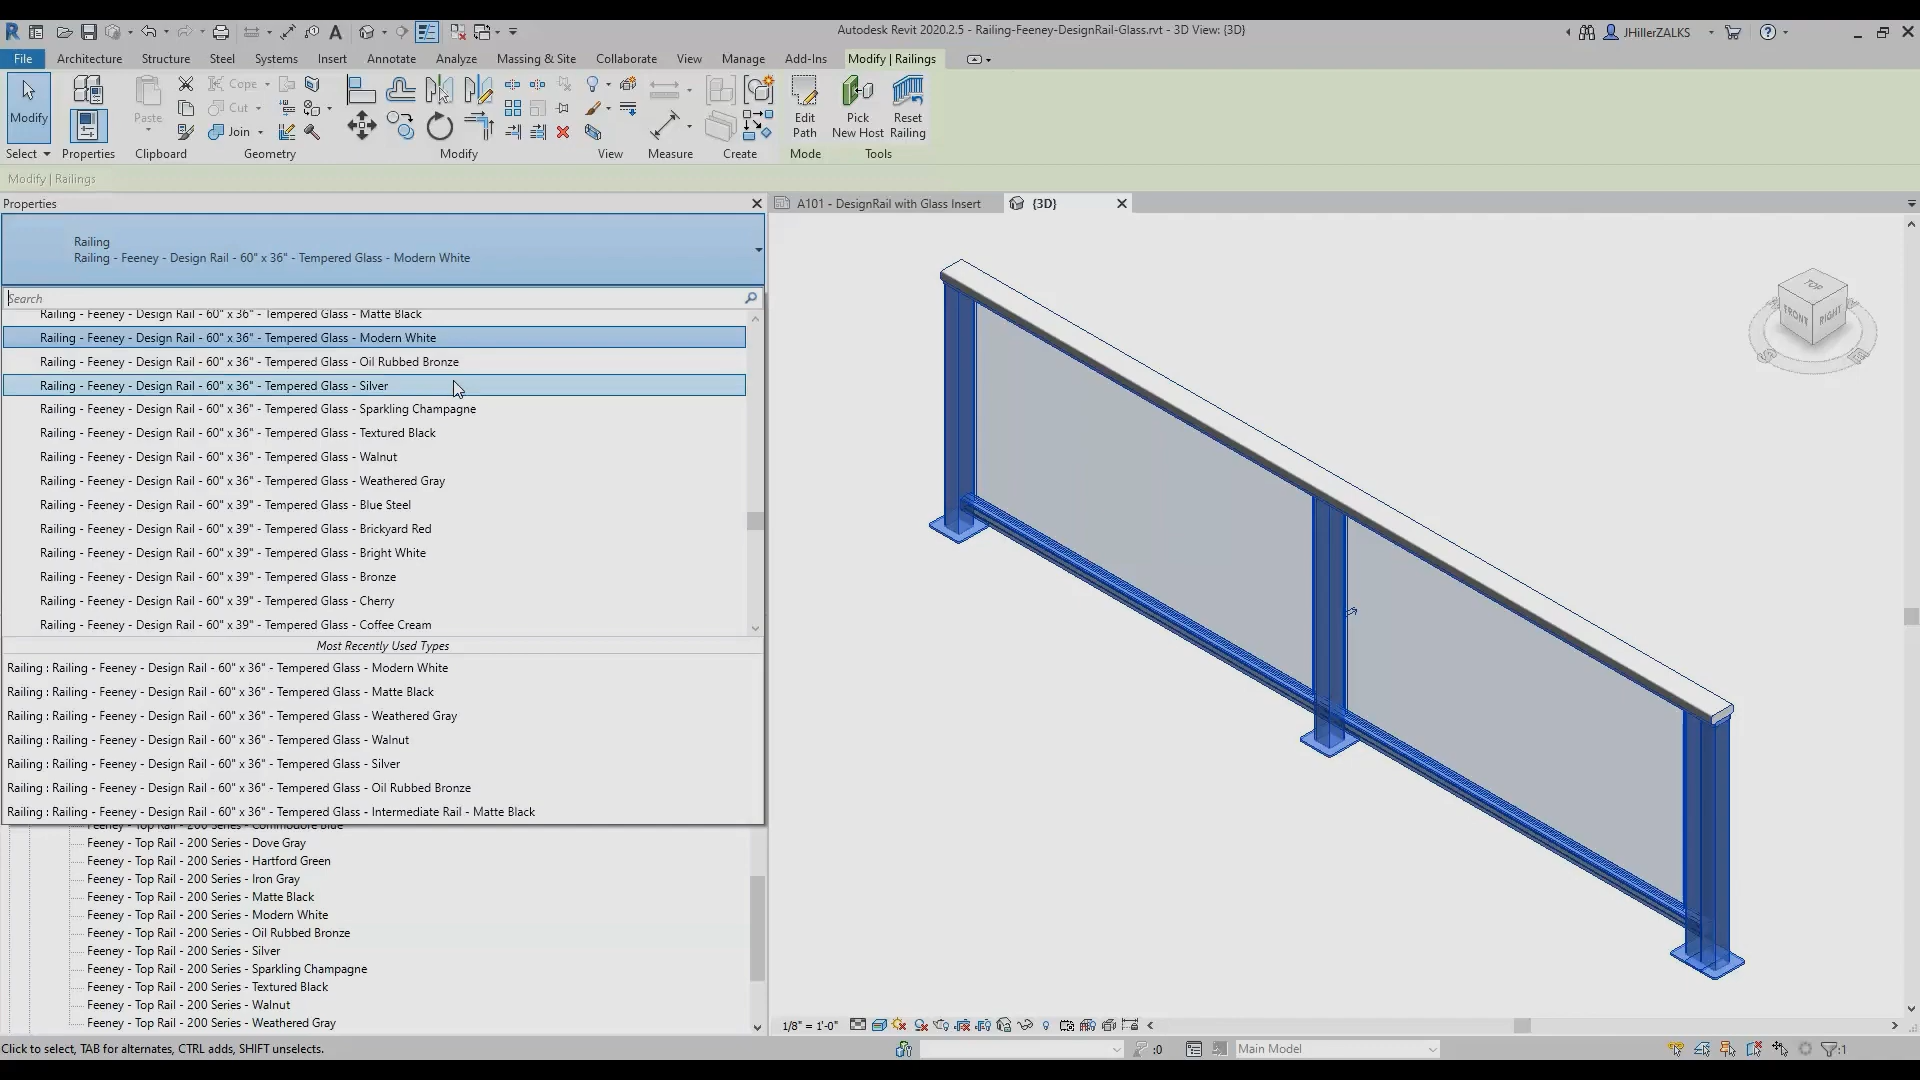 Autodesk Revit 2020.2.5 - Railing-Feeney-DesignRail-Glass.rvt - 3D View: {3D}
JHillerZALKS
File Architecture Structure Steel Systems Insert Annotate Analyze Massing & Site Collaborate View Manage Add-Ins Modify | Railings
Modify
Paste
Cope
Cut
Join
Edit Path
Pick New Host
Reset Railing
Select Properties Clipboard Geometry Modify View Measure Create Mode Tools
Modify | Railings
Properties
A101 - DesignRail with Glass Insert
{3D}
Railing
Railing - Feeney - Design Rail - 60" x 36" - Tempered Glass - Modern White
Search
Railing - Feeney - Design Rail - 60" x 36" - Tempered Glass - Matte Black
Railing - Feeney - Design Rail - 60" x 36" - Tempered Glass - Modern White
Railing - Feeney - Design Rail - 60" x 36" - Tempered Glass - Oil Rubbed Bronze
Railing - Feeney - Design Rail - 60" x 36" - Tempered Glass - Silver
Railing - Feeney - Design Rail - 60" x 36" - Tempered Glass - Sparkling Champagne
Railing - Feeney - Design Rail - 60" x 36" - Tempered Glass - Textured Black
Railing - Feeney - Design Rail - 60" x 36" - Tempered Glass - Walnut
Railing - Feeney - Design Rail - 60" x 36" - Tempered Glass - Weathered Gray
Railing - Feeney - Design Rail - 60" x 39" - Tempered Glass - Blue Steel
Railing - Feeney - Design Rail - 60" x 39" - Tempered Glass - Brickyard Red
Railing - Feeney - Design Rail - 60" x 39" - Tempered Glass - Bright White
Railing - Feeney - Design Rail - 60" x 39" - Tempered Glass - Bronze
Railing - Feeney - Design Rail - 60" x 39" - Tempered Glass - Cherry
Railing - Feeney - Design Rail - 60" x 39" - Tempered Glass - Coffee Cream
Most Recently Used Types
Railing : Railing - Feeney - Design Rail - 60" x 36" - Tempered Glass - Modern White
Railing : Railing - Feeney - Design Rail - 60" x 36" - Tempered Glass - Matte Black
Railing : Railing - Feeney - Design Rail - 60" x 36" - Tempered Glass - Weathered Gray
Railing : Railing - Feeney - Design Rail - 60" x 36" - Tempered Glass - Walnut
Railing : Railing - Feeney - Design Rail - 60" x 36" - Tempered Glass - Silver
Railing : Railing - Feeney - Design Rail - 60" x 36" - Tempered Glass - Oil Rubbed Bronze
Railing : Railing - Feeney - Design Rail - 60" x 36" - Tempered Glass - Intermediate Rail - Matte Black
Feeney - Top Rail - 200 Series - Commodore Blue
Feeney - Top Rail - 200 Series - Dove Gray
Feeney - Top Rail - 200 Series - Hartford Green
Feeney - Top Rail - 200 Series - Iron Gray
Feeney - Top Rail - 200 Series - Matte Black
Feeney - Top Rail - 200 Series - Modern White
Feeney - Top Rail - 200 Series - Oil Rubbed Bronze
Feeney - Top Rail - 200 Series - Silver
Feeney - Top Rail - 200 Series - Sparkling Champagne
Feeney - Top Rail - 200 Series - Textured Black
Feeney - Top Rail - 200 Series - Walnut
Feeney - Top Rail - 200 Series - Weathered Gray
TOP
FRONT
RIGHT
S
E
1/8" = 1'-0"
Click to select, TAB for alternates, CTRL adds, SHIFT unselects.
:0
Main Model
:1